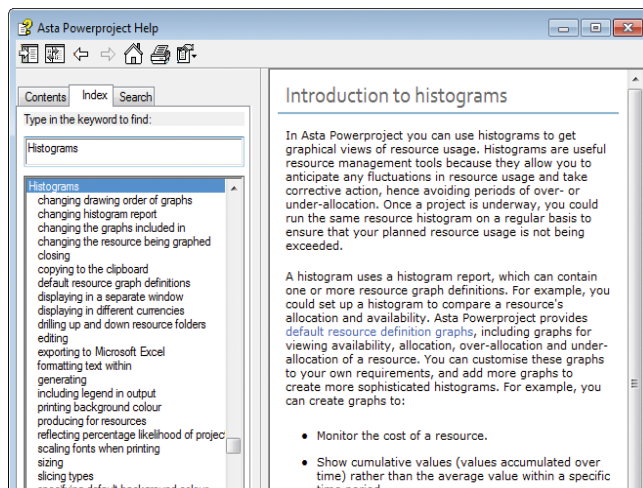 Asta Powerproject Help
Contents Index Search
Type in the keyword to find:
Histograms
Histograms
changing drawing order of graphs
changing histogram report
changing the graphs included in
changing the resource being graphed
closing
copying to the clipboard
default resource graph definitions
displaying in a separate window
displaying in different currencies
drilling up and down resource folders
editing
exporting to Microsoft Excel
formatting text within
generating
including legend in output
printing background colour
producing for resources
reflecting percentage likelihood of project
scaling fonts when printing
sizing
slicing types
specifying default background colour
Introduction to histograms
In Asta Powerproject you can use histograms to get
graphical views of resource usage. Histograms are useful
resource management tools because they allow you to
anticipate any fluctuations in resource usage and take
corrective action, hence avoiding periods of over- or
under-allocation. Once a project is underway, you could
run the same resource histogram on a regular basis to
ensure that your planned resource usage is not being
exceeded.
A histogram uses a histogram report, which can contain
one or more resource graph definitions. For example, you
could set up a histogram to compare a resource's
allocation and availability. Asta Powerproject provides
default resource definition graphs, including graphs for
viewing availability, allocation, over-allocation and under-
allocation of a resource. You can customise these graphs
to your own requirements, and add more graphs to
create more sophisticated histograms. For example, you
can create graphs to:
• Monitor the cost of a resource.
• Show cumulative values (values accumulated over
time) rather than the average value within a specific
time period